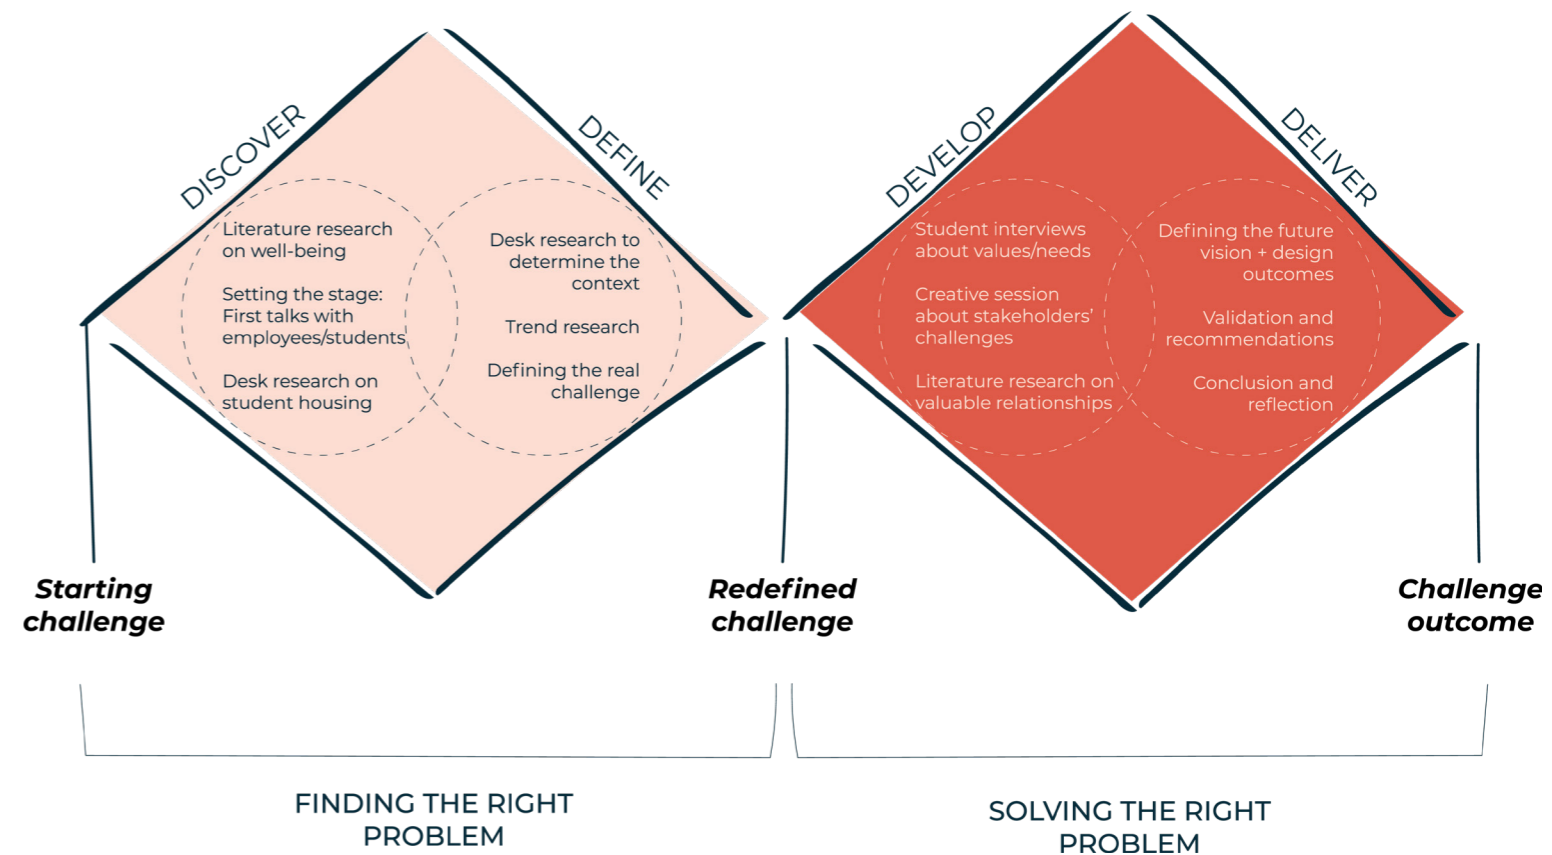 DISCOVER
Literature research
on well-being
Setting the stage:
First talks with
employees/students
Desk research on
student housing
DEFINE
Desk research to
determine the
context
Trend research
Defining the real
challenge
DEVELOP
Student interviews
about values/needs
Creative session
about stakeholders’
challenges
Literature research on
valuable relationships
DELIVER
Defining the future
vision + design
outcomes
Validation and
recommendations
Conclusion and
reflection
Starting
challenge
Redefined
challenge
Challenge
outcome
FINDING THE RIGHT
PROBLEM
SOLVING THE RIGHT
PROBLEM